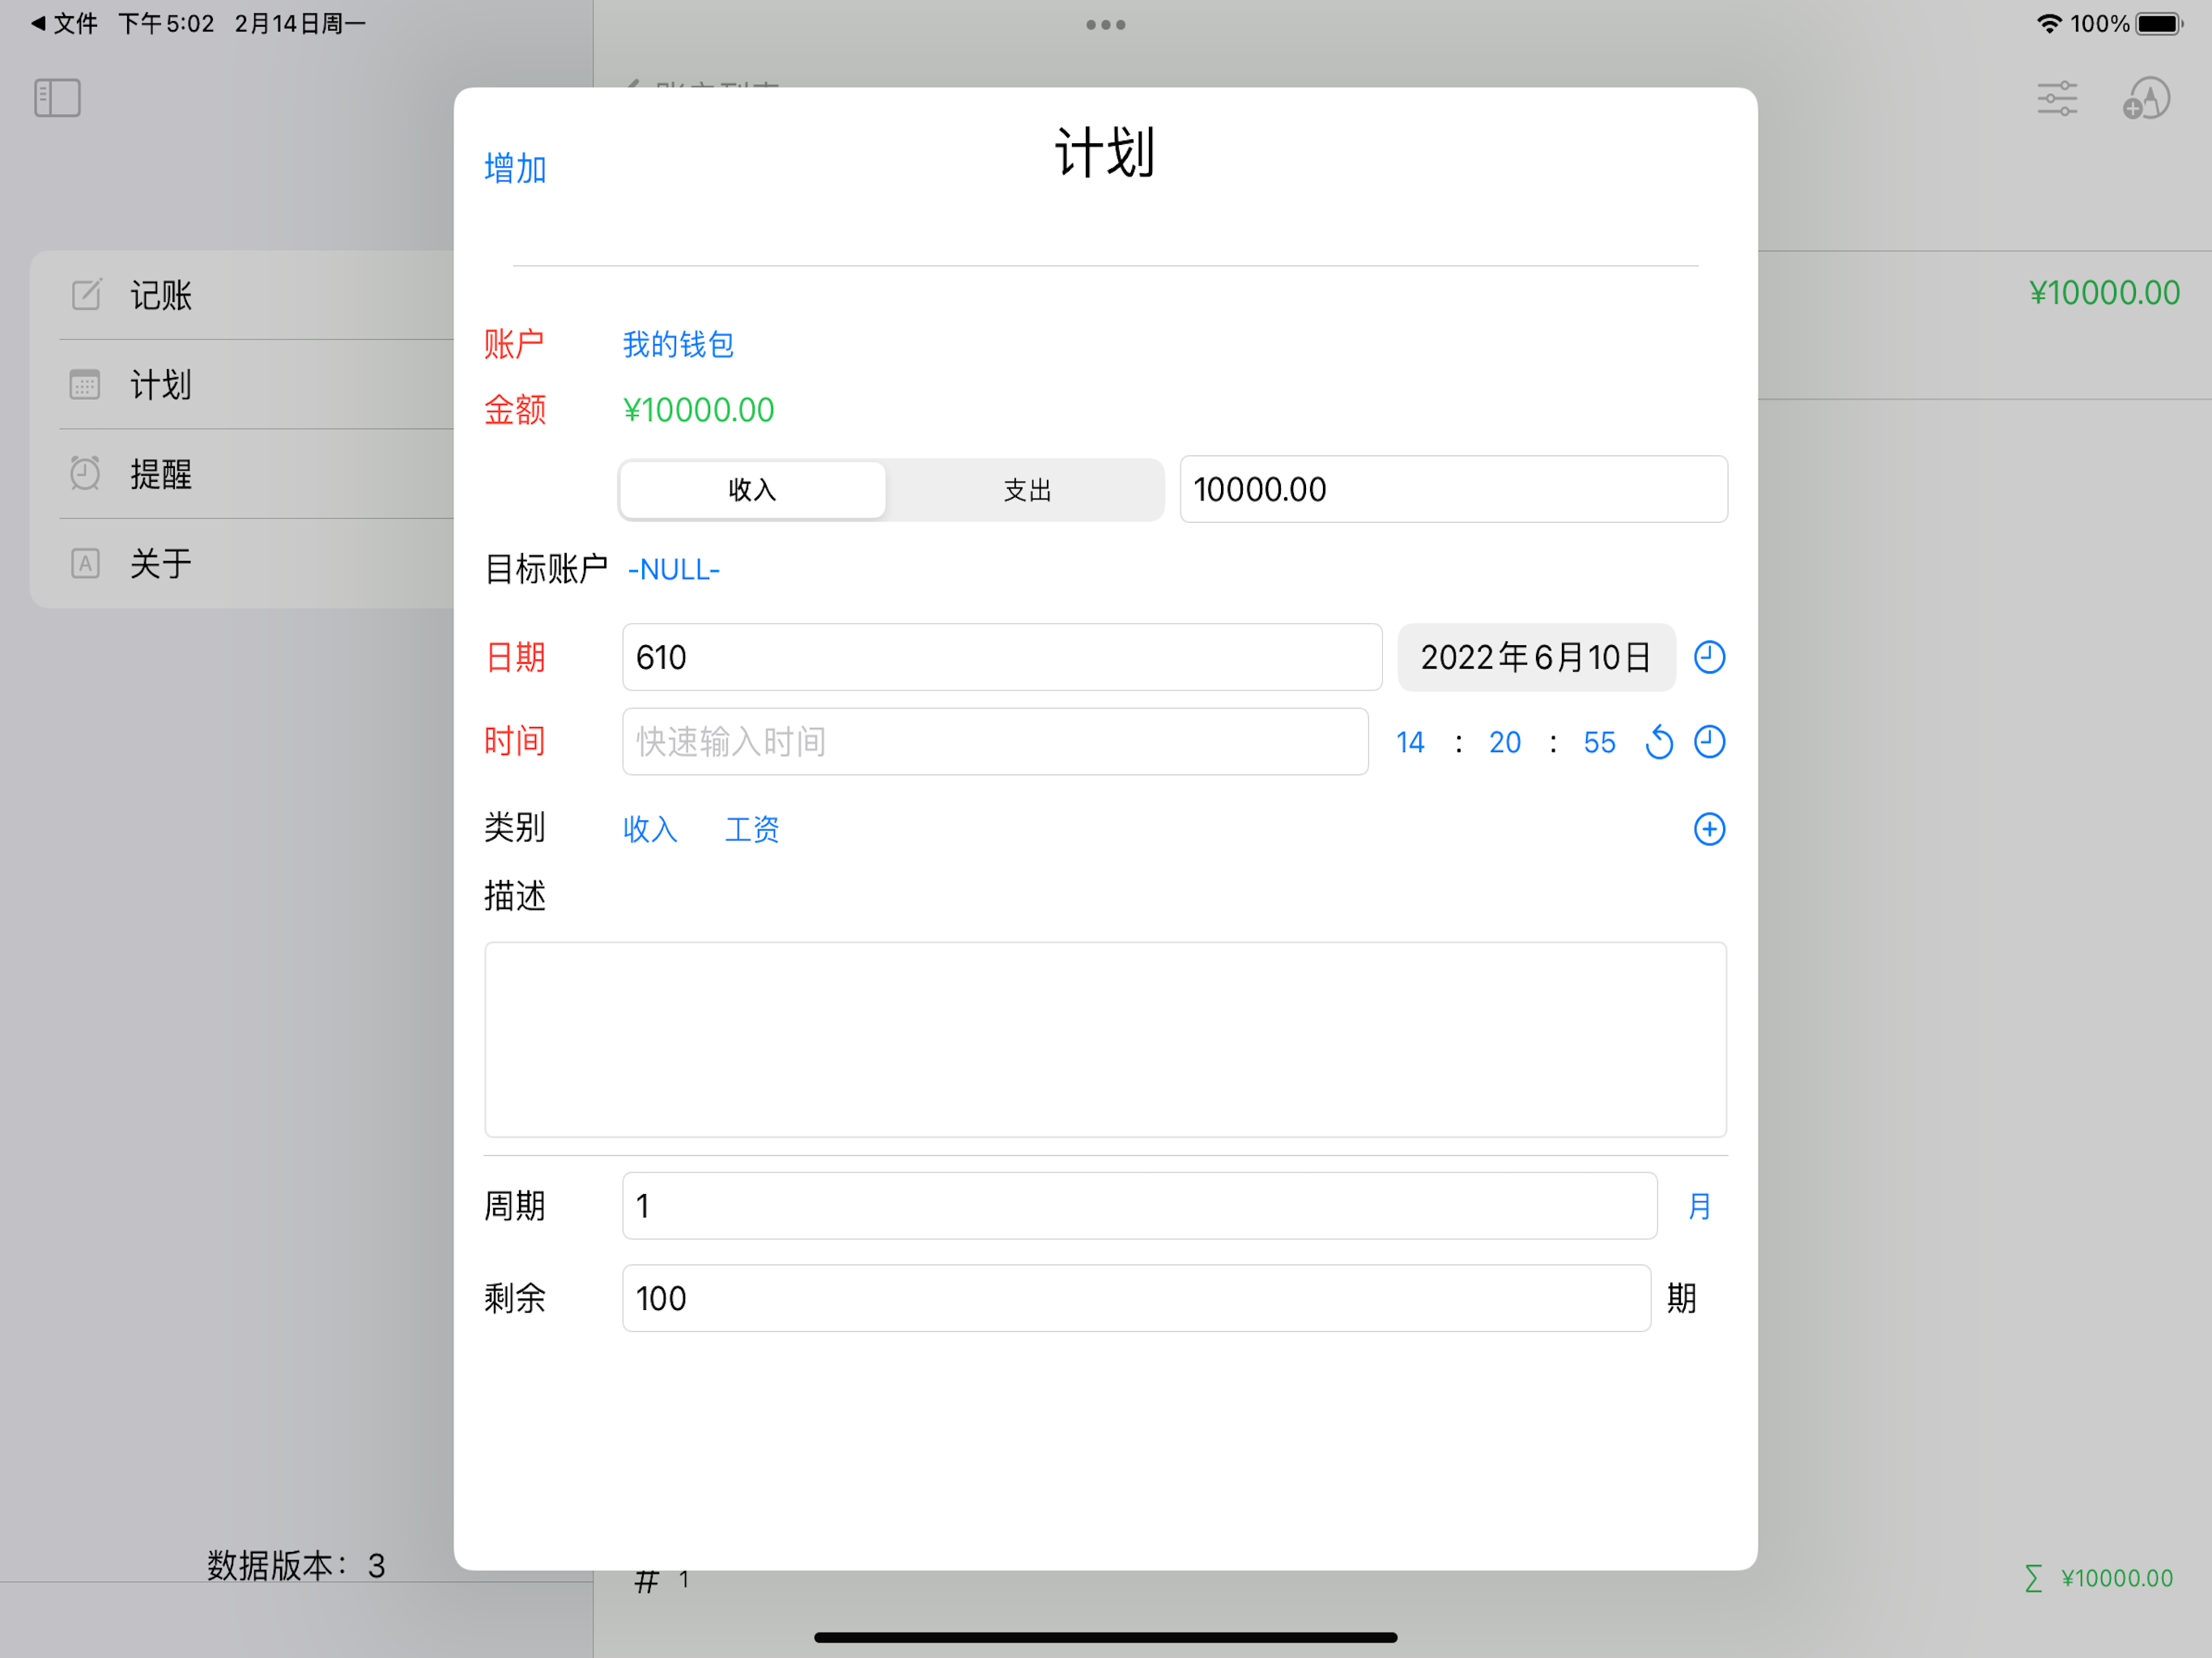 文件 下午5:02 2月14日周一
100%
计划
增加
记账
计划
提醒
关于
¥10000.00
账户 我的钱包
金额 ¥10000.00
收入 支出 10000.00
目标账户 -NULL-
日期 610 2022年6月10日
时间 快速输入时间 14 : 20 : 55
类别 收入 工资
描述
周期 1 月
剩余 100 期
数据版本：3
# 1
∑ ¥10000.00